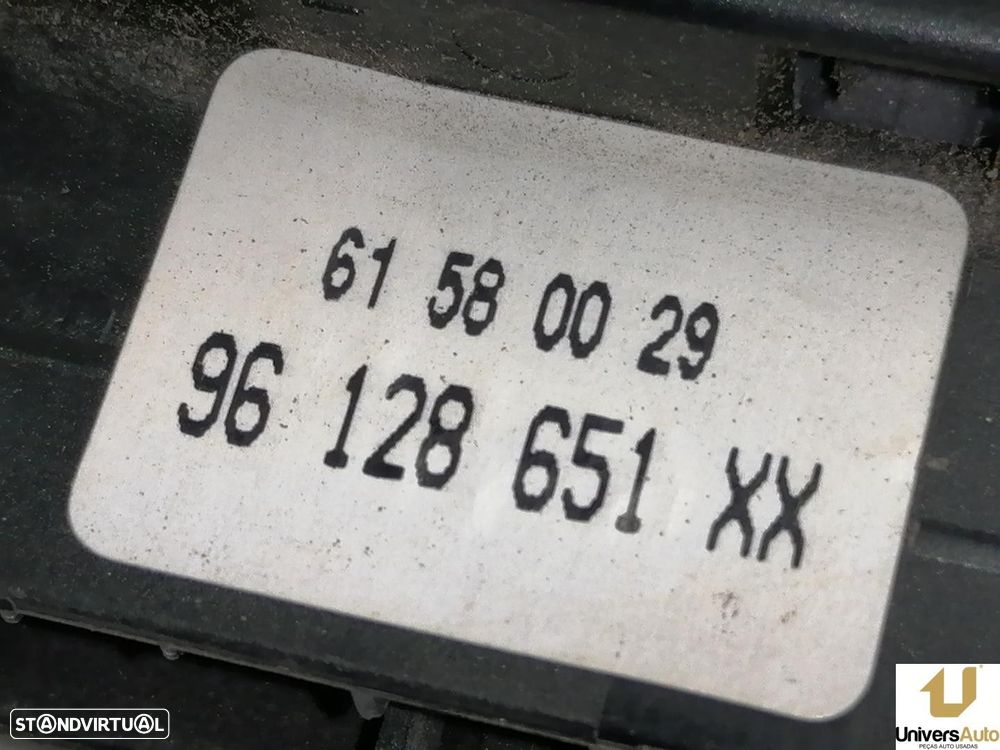 61 58 00 29
96 128 651 XX
STANDVIRTUAL
UniversAuto
PEÇAS AUTO USADAS